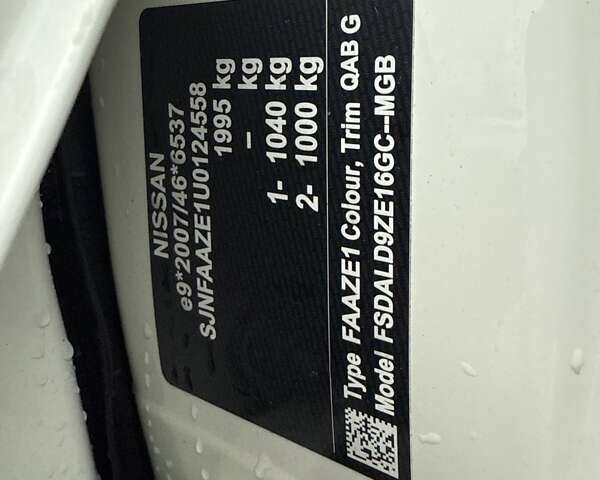 NISSAN
e9*2007/46*6537
SJNFAAZE1U0124558
1995 kg
– kg
1- 1040 kg
2- 1000 kg
Type FAAZE1 Colour, Trim QAB G
Model FSDALD9ZE16GC--MGB